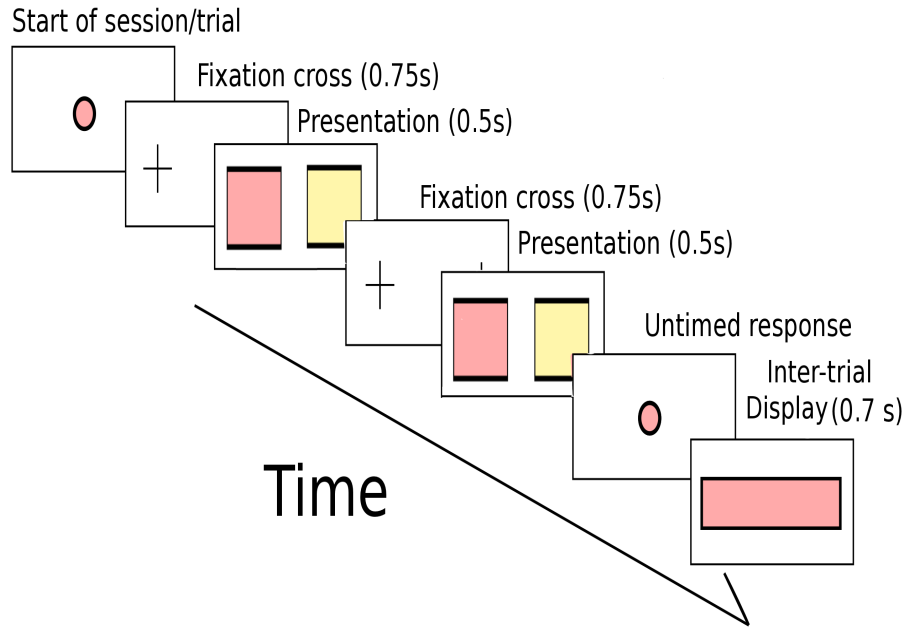 Start of session/trial
Fixation cross (0.75s)
Presentation (0.5s)
Fixation cross (0.75s)
Presentation (0.5s)
Untimed response
Inter-trial
Display(0.7 s)
Time